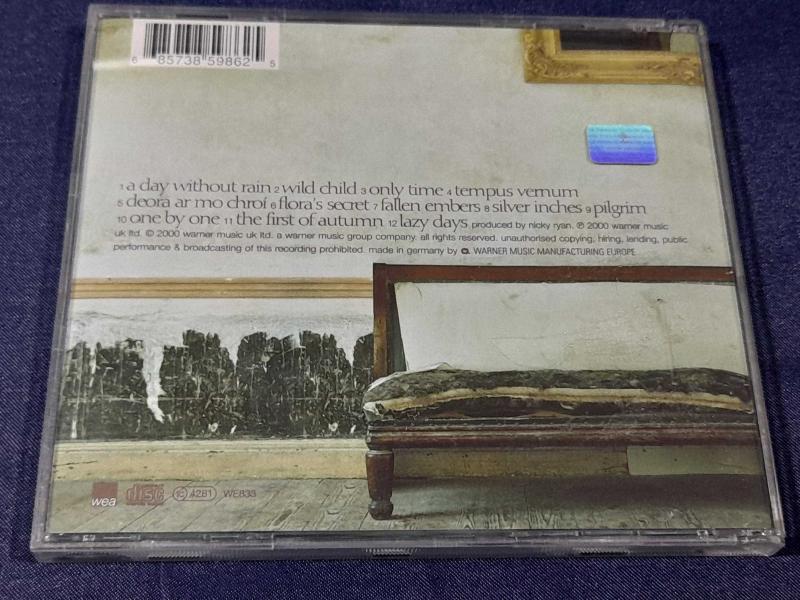 6 85738 59862 5
1 a day without rain 2 wild child 3 only time 4 tempus vernum
5 deora ar mo chroí 6 flora's secret 7 fallen embers 8 silver inches 9 pilgrim
10 one by one 11 the first of autumn 12 lazy days produced by nicky ryan. ℗ 2000 warner music
uk ltd. © 2000 warner music uk ltd. a warner music group company. all rights reserved. unauthorised copying, hiring, lending, public
performance & broadcasting of this recording prohibited. made in germany by WARNER MUSIC MANUFACTURING EUROPE.
wea disc LC 4281 WE833